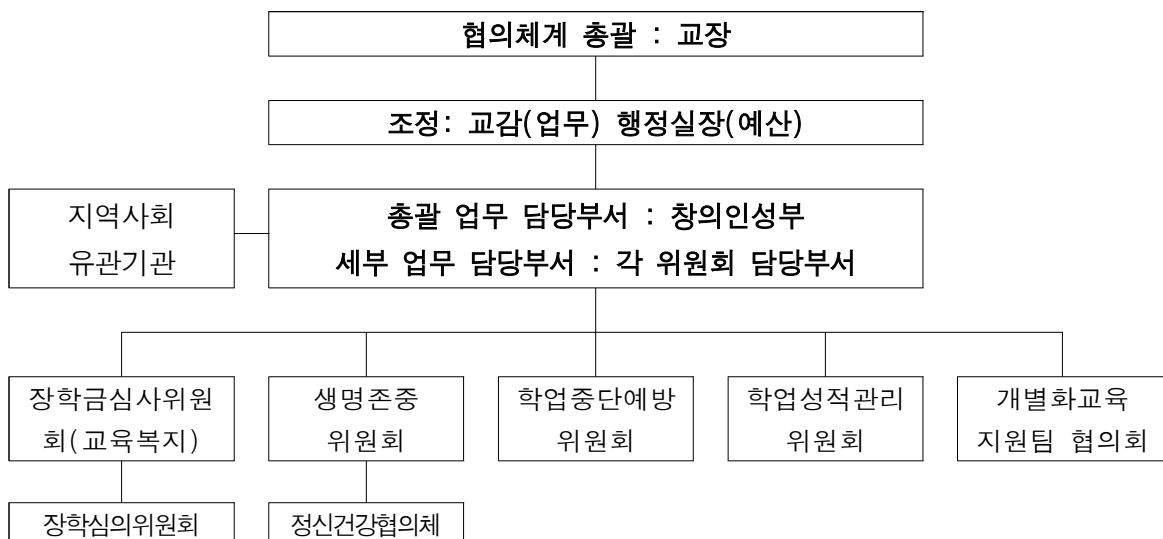 협의체계 총괄 : 교장
조정: 교감(업무) 행정실장(예산)
지역사회
유관기관
총괄 업무 담당부서 : 창의인성부
세부 업무 담당부서 : 각 위원회 담당부서
장학금심사위원
회(교육복지)
생명존중
위원회
학업중단예방
위원회
학업성적관리
위원회
개별화교육
지원팀 협의회
장학심의위원회
정신건강협의체